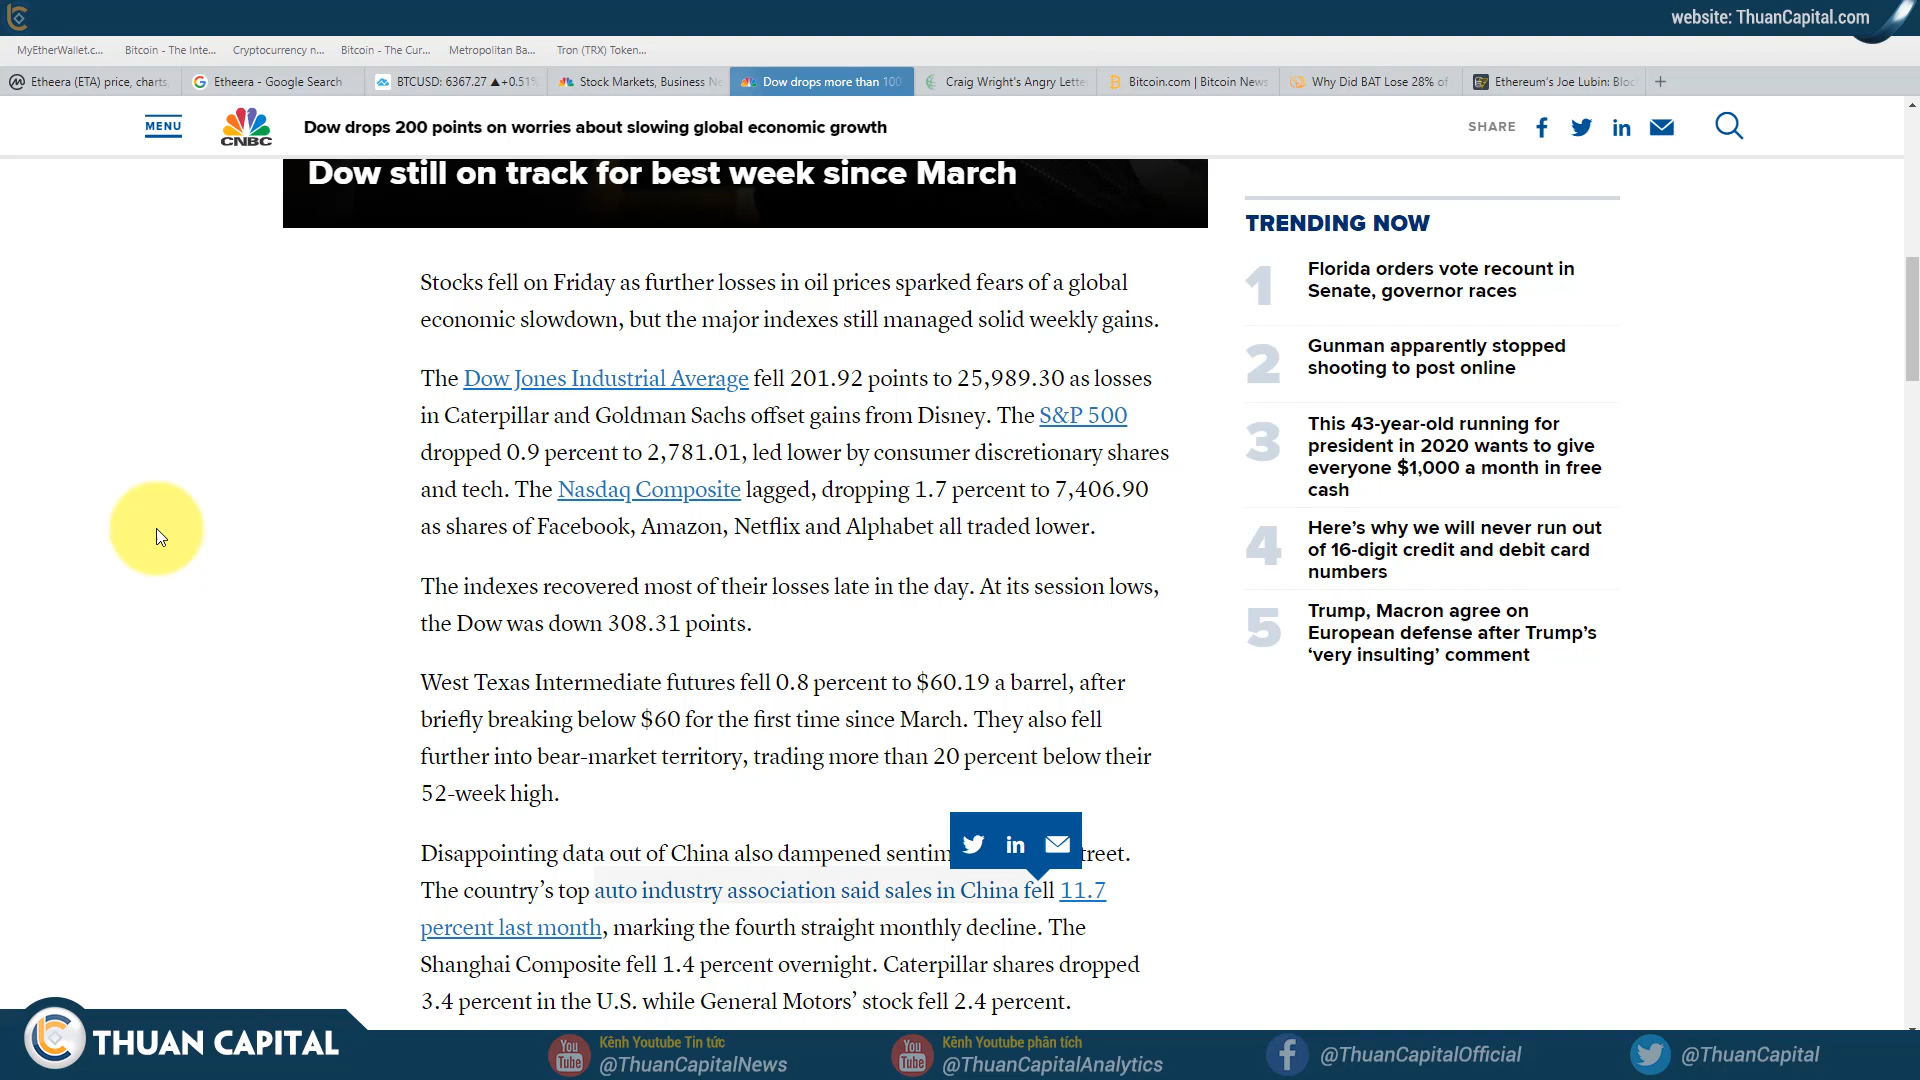 website: ThuanCapital.com
MyEtherWallet.c...
Bitcoin - The Inte...
Cryptocurrency n...
Bitcoin - The Cur...
Metropolitan Ba...
Tron (TRX) Token...
Etheera (ETA) price, charts,
Etheera - Google Search
BTCUSD: 6367.27 ▲+0.51%
Stock Markets, Business Ne
Dow drops more than 100
Craig Wright's Angry Lette
Bitcoin.com | Bitcoin News
Why Did BAT Lose 28% of
Ethereum's Joe Lubin: Bloc
MENU
CNBC
Dow drops 200 points on worries about slowing global economic growth
SHARE
Dow still on track for best week since March
Stocks fell on Friday as further losses in oil prices sparked fears of a global
economic slowdown, but the major indexes still managed solid weekly gains.
The Dow Jones Industrial Average fell 201.92 points to 25,989.30 as losses
in Caterpillar and Goldman Sachs offset gains from Disney. The S&P 500
dropped 0.9 percent to 2,781.01, led lower by consumer discretionary shares
and tech. The Nasdaq Composite lagged, dropping 1.7 percent to 7,406.90
as shares of Facebook, Amazon, Netflix and Alphabet all traded lower.
The indexes recovered most of their losses late in the day. At its session lows,
the Dow was down 308.31 points.
West Texas Intermediate futures fell 0.8 percent to $60.19 a barrel, after
briefly breaking below $60 for the first time since March. They also fell
further into bear-market territory, trading more than 20 percent below their
52-week high.
Disappointing data out of China also dampened sentim treet.
The country's top auto industry association said sales in China fell 11.7
percent last month, marking the fourth straight monthly decline. The
Shanghai Composite fell 1.4 percent overnight. Caterpillar shares dropped
3.4 percent in the U.S. while General Motors' stock fell 2.4 percent.
TRENDING NOW
1
Florida orders vote recount in
Senate, governor races
2
Gunman apparently stopped
shooting to post online
3
This 43-year-old running for
president in 2020 wants to give
everyone $1,000 a month in free
cash
4
Here's why we will never run out
of 16-digit credit and debit card
numbers
5
Trump, Macron agree on
European defense after Trump's
'very insulting' comment
THUAN CAPITAL
You
Tube
Kênh Youtube Tin tức
@ThuanCapitalNews
You
Tube
Kênh Youtube phân tích
@ThuanCapitalAnalytics
@ThuanCapitalOfficial
@ThuanCapital